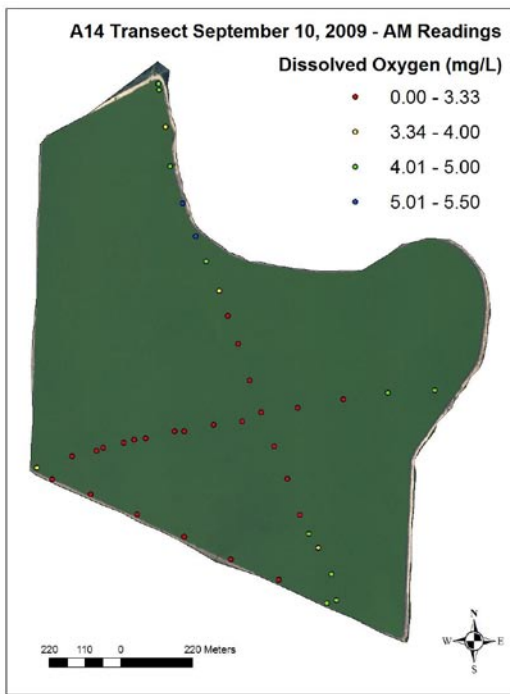 A14 Transect September 10, 2009 - AM Readings
Dissolved Oxygen (mg/L)
0.00 - 3.33
3.34 - 4.00
4.01 - 5.00
5.01 - 5.50
220 110 0 220 Meters
N
W E
S